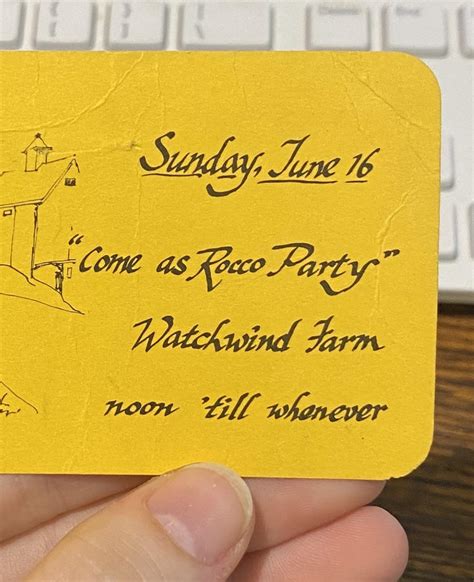 Sunday, June 16
"Come as Rocco Party"
Watchwind Farm
noon 'till whenever